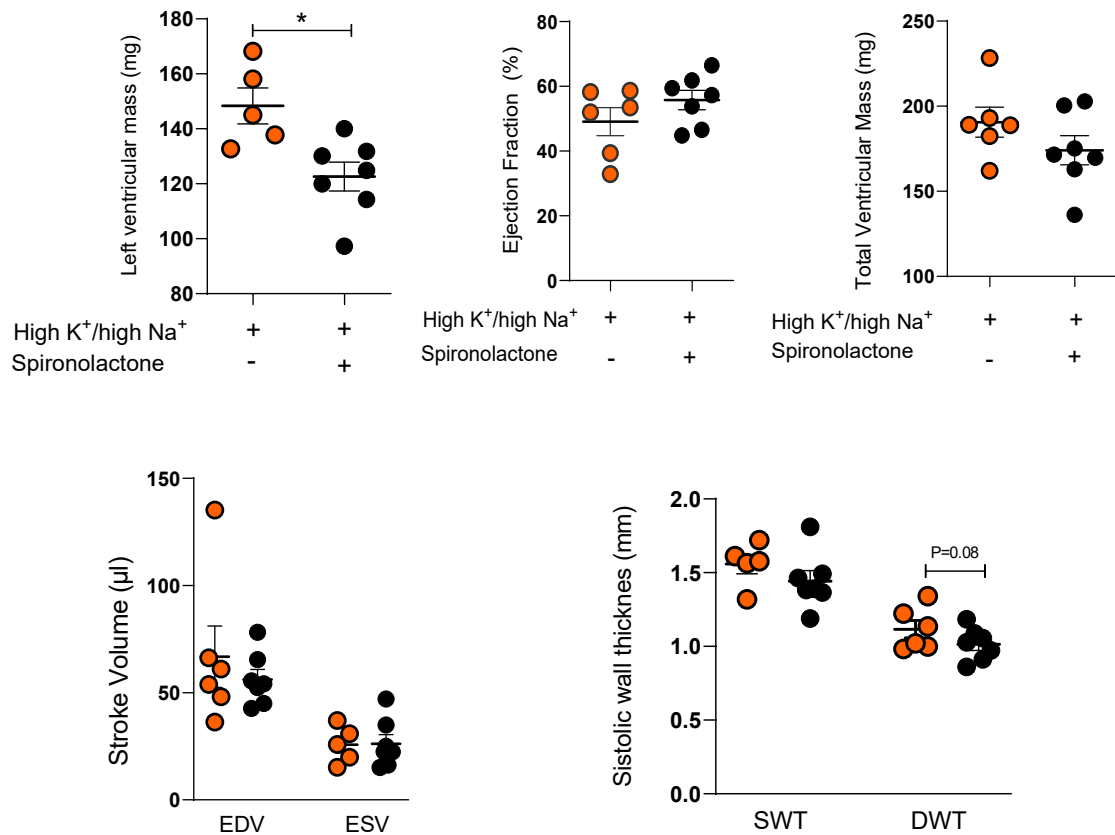 *
Left ventricular mass (mg)
180
160
140
120
100
80
High K⁺/high Na⁺ + +
Spironolactone - +
Ejection Fraction (%)
80
60
40
20
0
High K⁺/high Na⁺ + +
Spironolactone - +
Total Ventricular Mass (mg)
250
200
150
100
High K⁺/high Na⁺ + +
Spironolactone - +
Stroke Volume (µl)
150
100
50
0
EDV ESV
Sistolic wall thicknes (mm)
2.0
1.5
1.0
0.5
0.0
P=0.08
SWT DWT